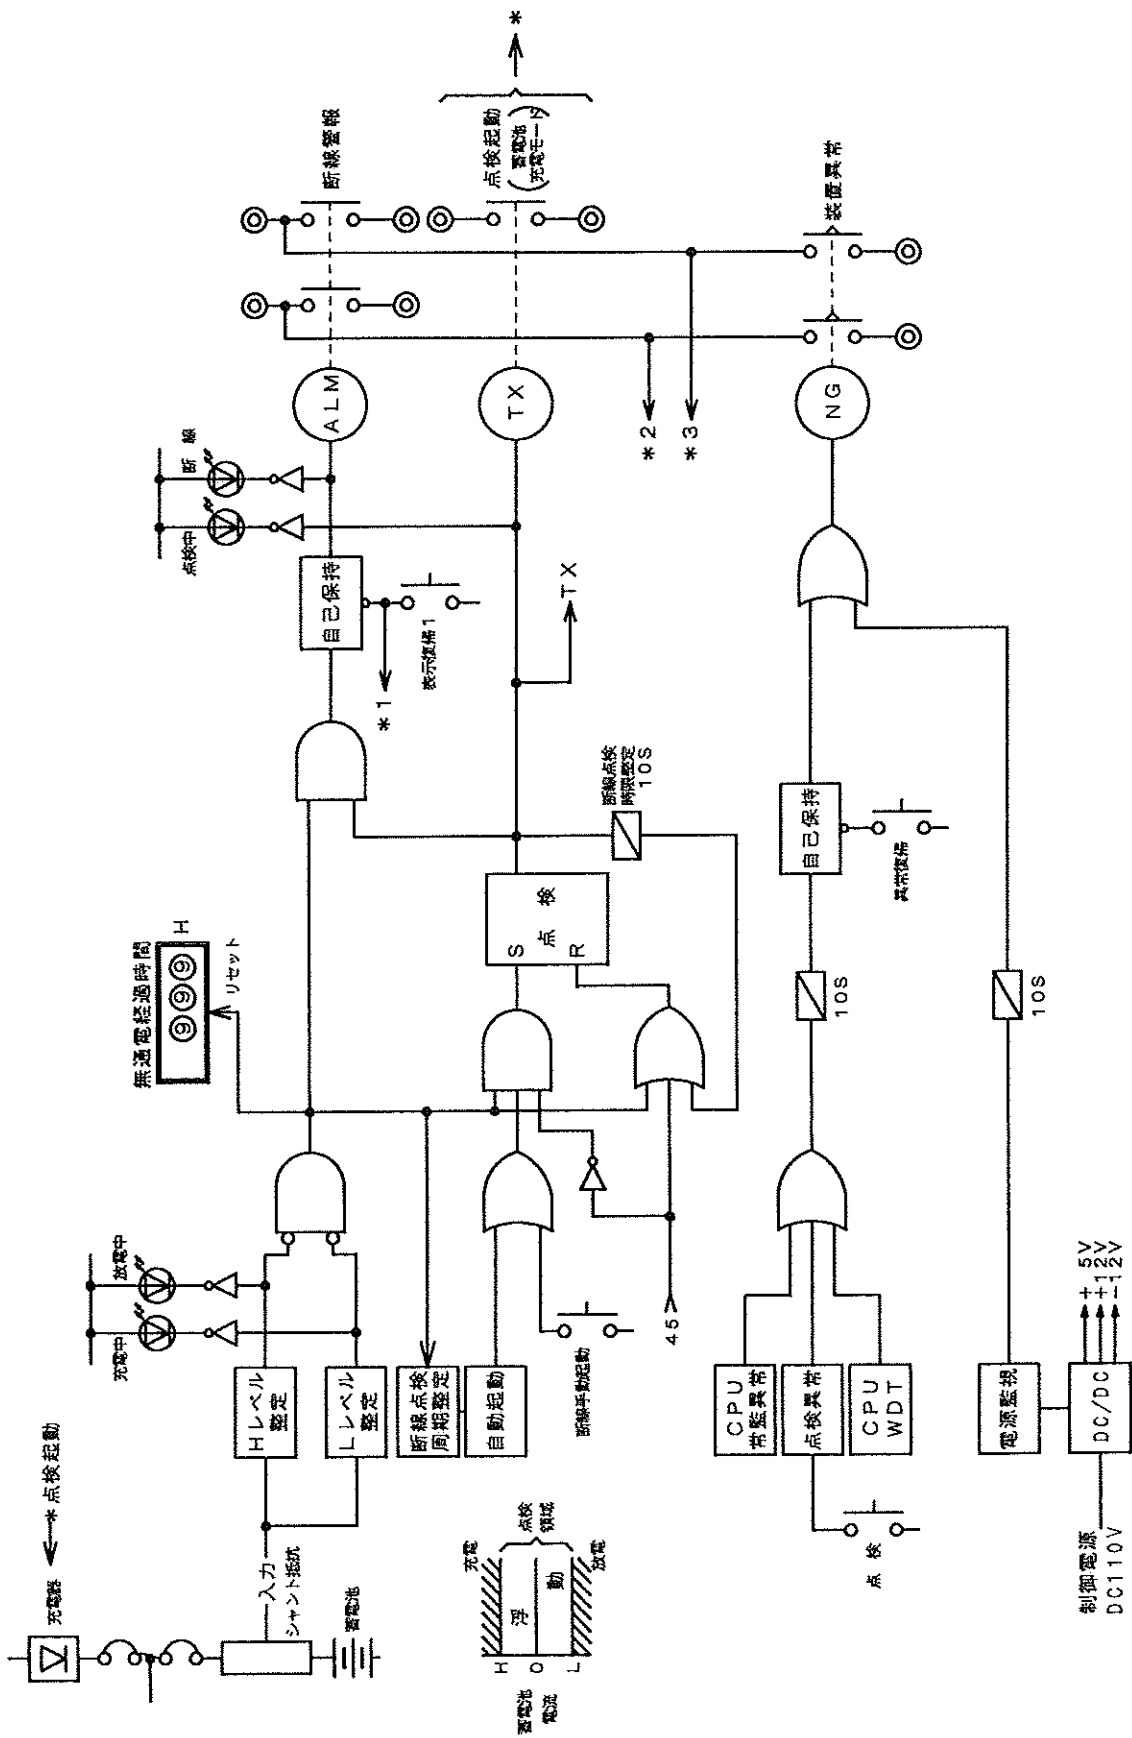 充電器
*点検起動
入力
シャント抵抗
蓄電池
充電中
放電中
Hレベル
整定
Lレベル
整定
断線点検
周期整定
自動起動
断線手動起動
45
無通電経過時間
9 9 9
H
リセット
点 検
S
R
断線点検
時限整定
10S
TX
自己保持
*1
表示復帰1
点検中
断 線
ALM
TX
断線警報
点検起動
(蓄電池
充電モード)
*
*2
*3
NG
装置異常
蓄電池
電流
H
0
L
充電
浮
動
放電
点検
領域
CPU
常監異常
点検異常
CPU
WDT
点 検
10S
自己保持
異常復帰
電源監視
10S
制御電源
DC110V
DC/DC
+5V
+12V
-12V